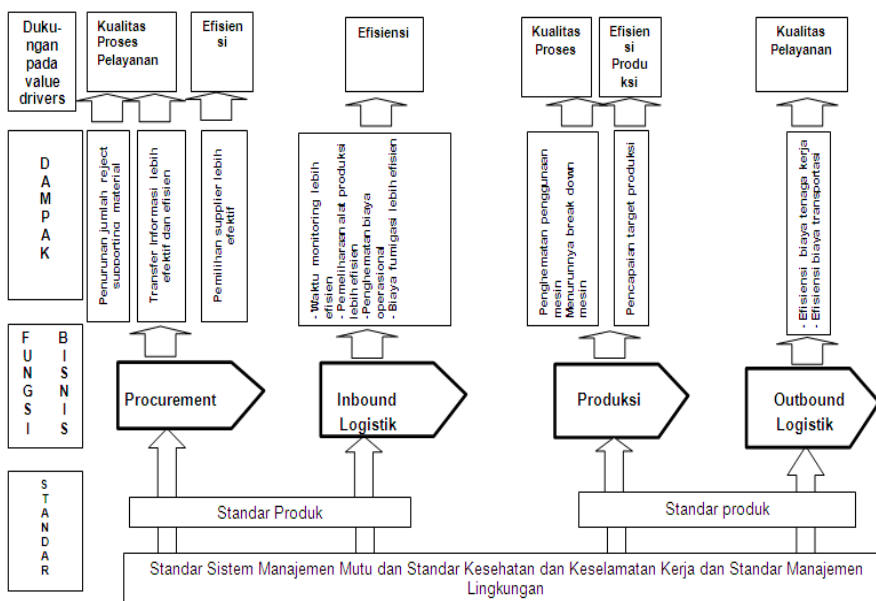 Duku-
ngan
pada
value
drivers
Kualitas
Proses
Pelayanan
Efisien
si
Efisiensi
Kualitas
Proses
Efisien
si
Produ
ksi
Kualitas
Pelayanan
D
A
M
P
A
K
Penurunan jumlah reject
supporting material
Transfer Informasi lebih
efektif dan efisien
Pemilihan supplier lebih
efektif
- Waktu monitoring lebih
efisien
- Pemeliharaan alat produksi
lebih efisien
-Penghematan biaya
operasional
- Biaya fumigasi lebih efisien
Penghematan penggunaan
mesin
Menurunnya break down
mesin
Pencapaian target produksi
- Efisiensi biaya tenaga kerja
- Efisiensi biaya transportasi
F
U
N
G
S
I
B
I
S
N
I
S
Procurement
Inbound
Logistik
Produksi
Outbound
Logistik
S
T
A
N
D
A
R
Standar Produk
Standar produk
Standar Sistem Manajemen Mutu dan Standar Kesehatan dan Keselamatan Kerja dan Standar Manajemen
Lingkungan